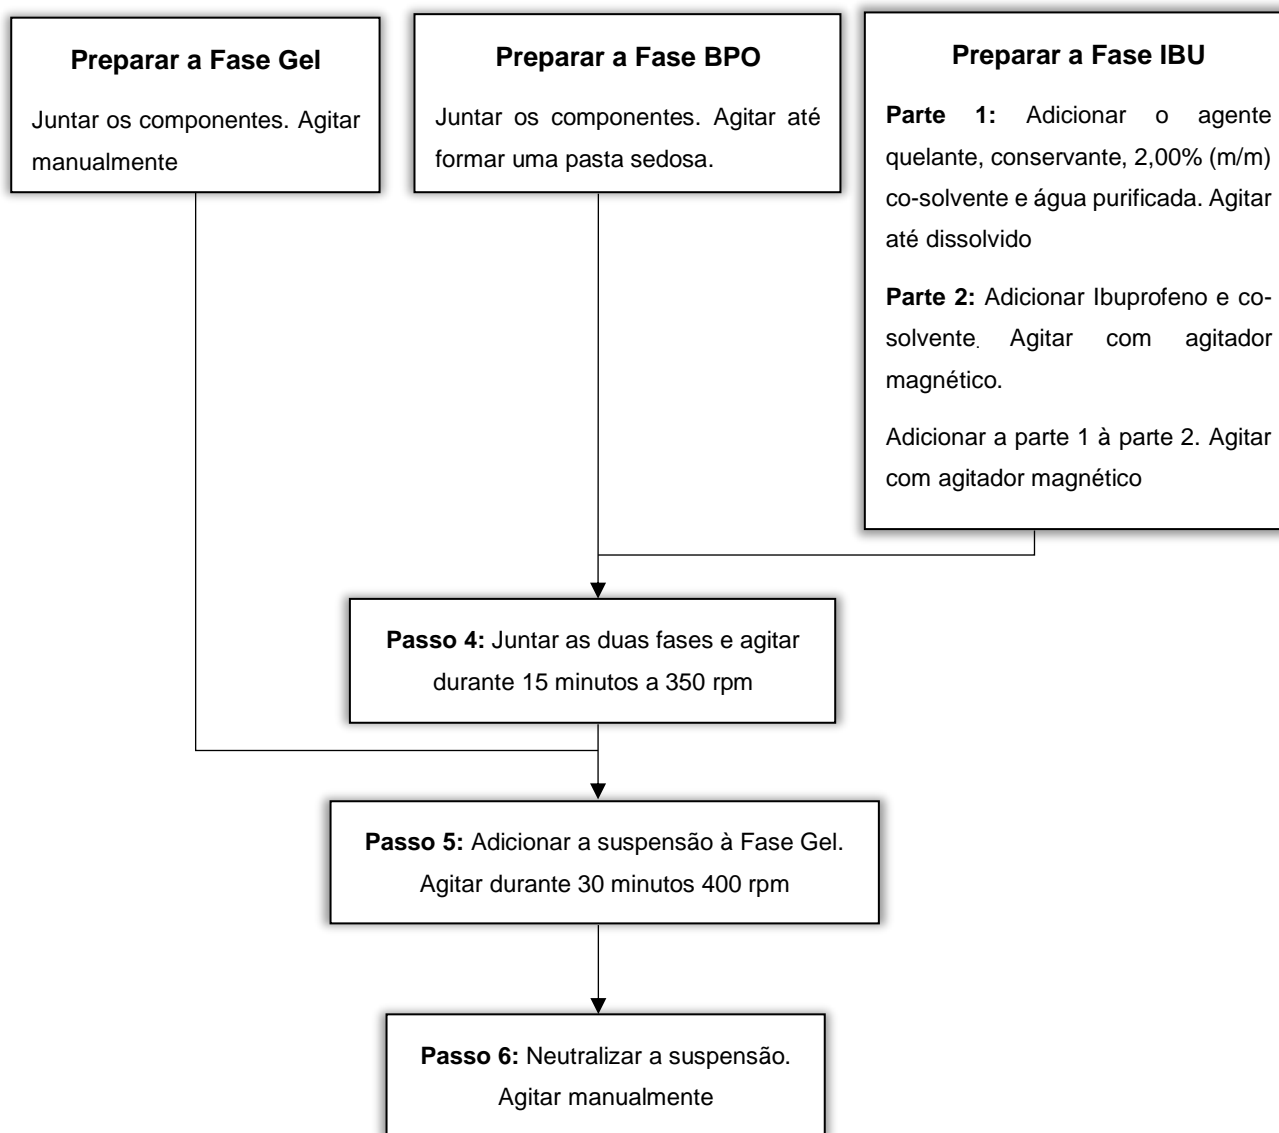 Preparar a Fase Gel
Juntar os componentes. Agitar
manualmente
Preparar a Fase BPO
Juntar os componentes. Agitar até
formar uma pasta sedosa.
Preparar a Fase IBU
Parte 1: Adicionar o agente
quelante, conservante, 2,00% (m/m)
co-solvente e água purificada. Agitar
até dissolvido
Parte 2: Adicionar Ibuprofeno e co-
solvente. Agitar com agitador
magnético.
Adicionar a parte 1 à parte 2. Agitar
com agitador magnético
Passo 4: Juntar as duas fases e agitar
durante 15 minutos a 350 rpm
Passo 5: Adicionar a suspensão à Fase Gel.
Agitar durante 30 minutos 400 rpm
Passo 6: Neutralizar a suspensão.
Agitar manualmente